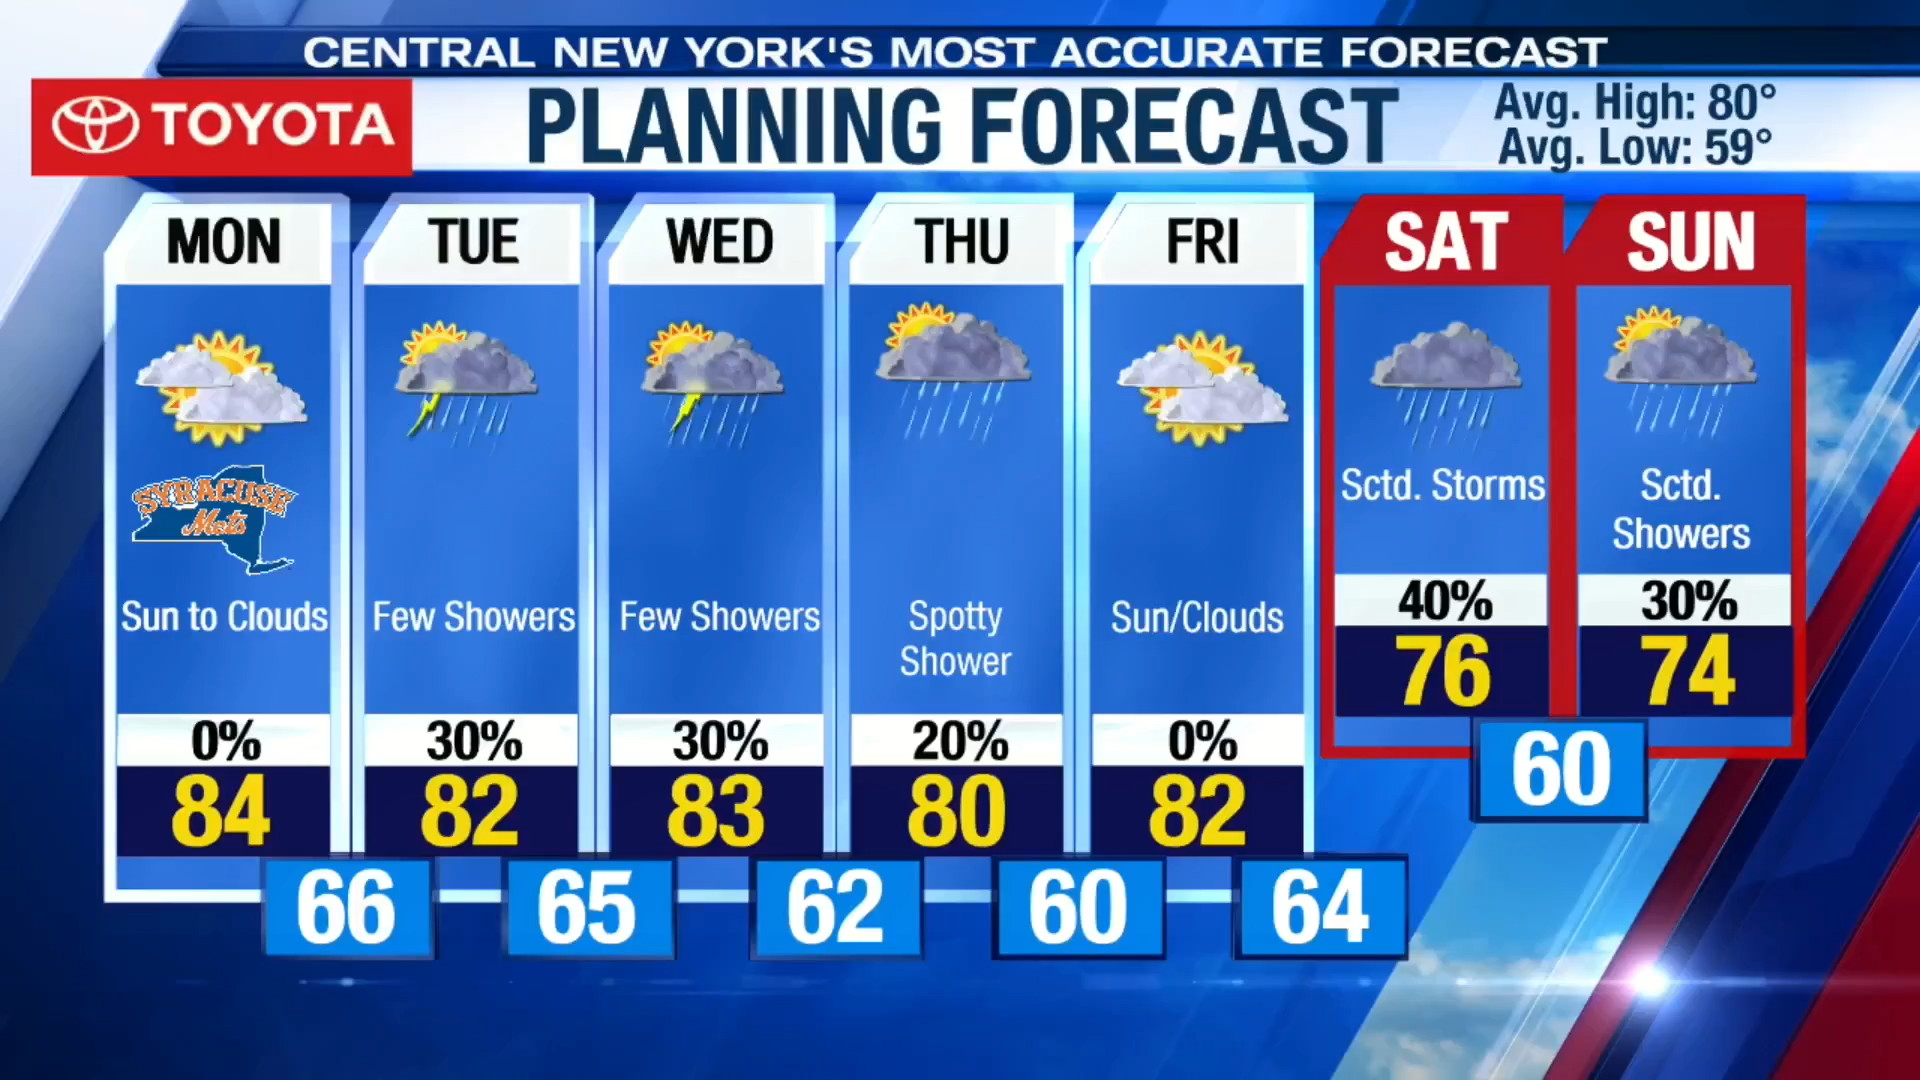 CENTRAL NEW YORK'S MOST ACCURATE FORECAST
TOYOTA
PLANNING FORECAST
Avg. High: 80°
Avg. Low: 59°
MON
SYRACUSE
Mets
Sun to Clouds
0%
84
66
TUE
Few Showers
30%
82
65
WED
Few Showers
30%
83
62
THU
Spotty
Shower
20%
80
60
FRI
Sun/Clouds
0%
82
64
SAT
Sctd. Storms
40%
76
60
SUN
Sctd.
Showers
30%
74